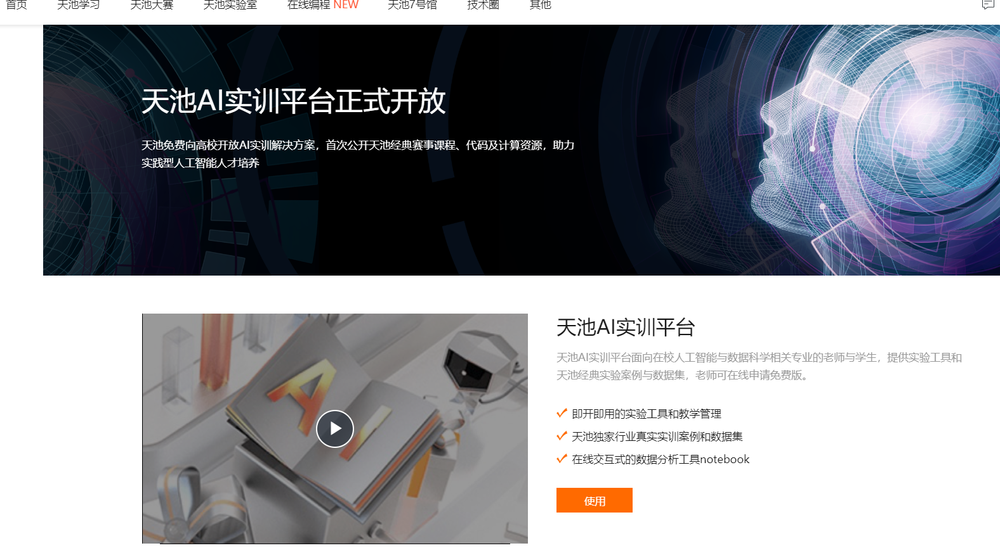 首页 天池学习 天池大赛 天池实验室 在线编程 NEW 天池7号馆 技术圈 其他
天池AI实训平台正式开放
天池免费向高校开放AI实训解决方案，首次公开天池经典赛事课程、代码及计算资源，助力
实践型人工智能人才培养
AI
天池AI实训平台
天池AI实训平台面向在校人工智能与数据科学相关专业的老师与学生，提供实验工具和
天池经典实验案例与数据集，老师可在线申请免费版。
即开即用的实验工具和教学管理
天池独家行业真实实训案例和数据集
在线交互式的数据分析工具notebook
使用